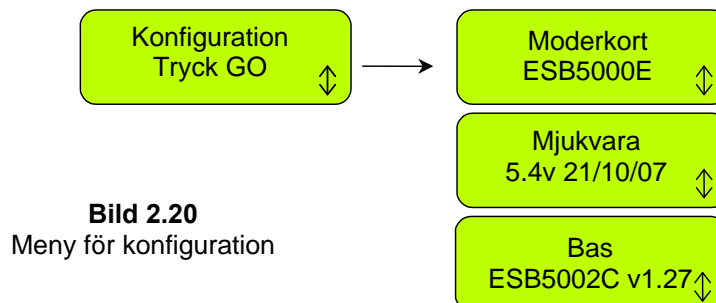 Konfiguration
Tryck GO
Moderkort
ESB5000E
Mjukvara
5.4v 21/10/07
Bas
ESB5002C v1.27
Bild 2.20
Meny för konfiguration